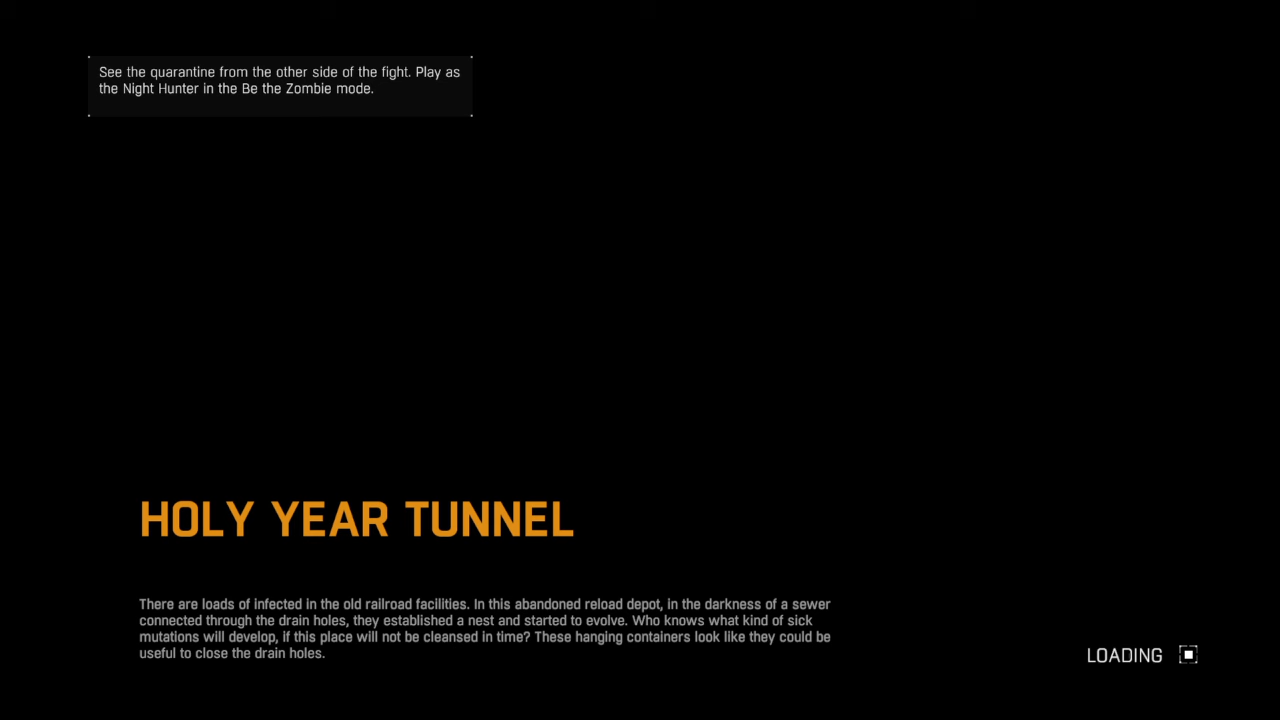 See the quarantine from the other side of the fight. Play as
the Night Hunter in the Be the Zombie mode.
HOLY YEAR TUNNEL
There are loads of infected in the old railroad facilities. In this abandoned reload depot, in the darkness of a sewer
connected through the drain holes, they established a nest and started to evolve. Who knows what kind of sick
mutations will develop, if this place will not be cleansed in time? These hanging containers look like they could be
useful to close the drain holes.
LOADING